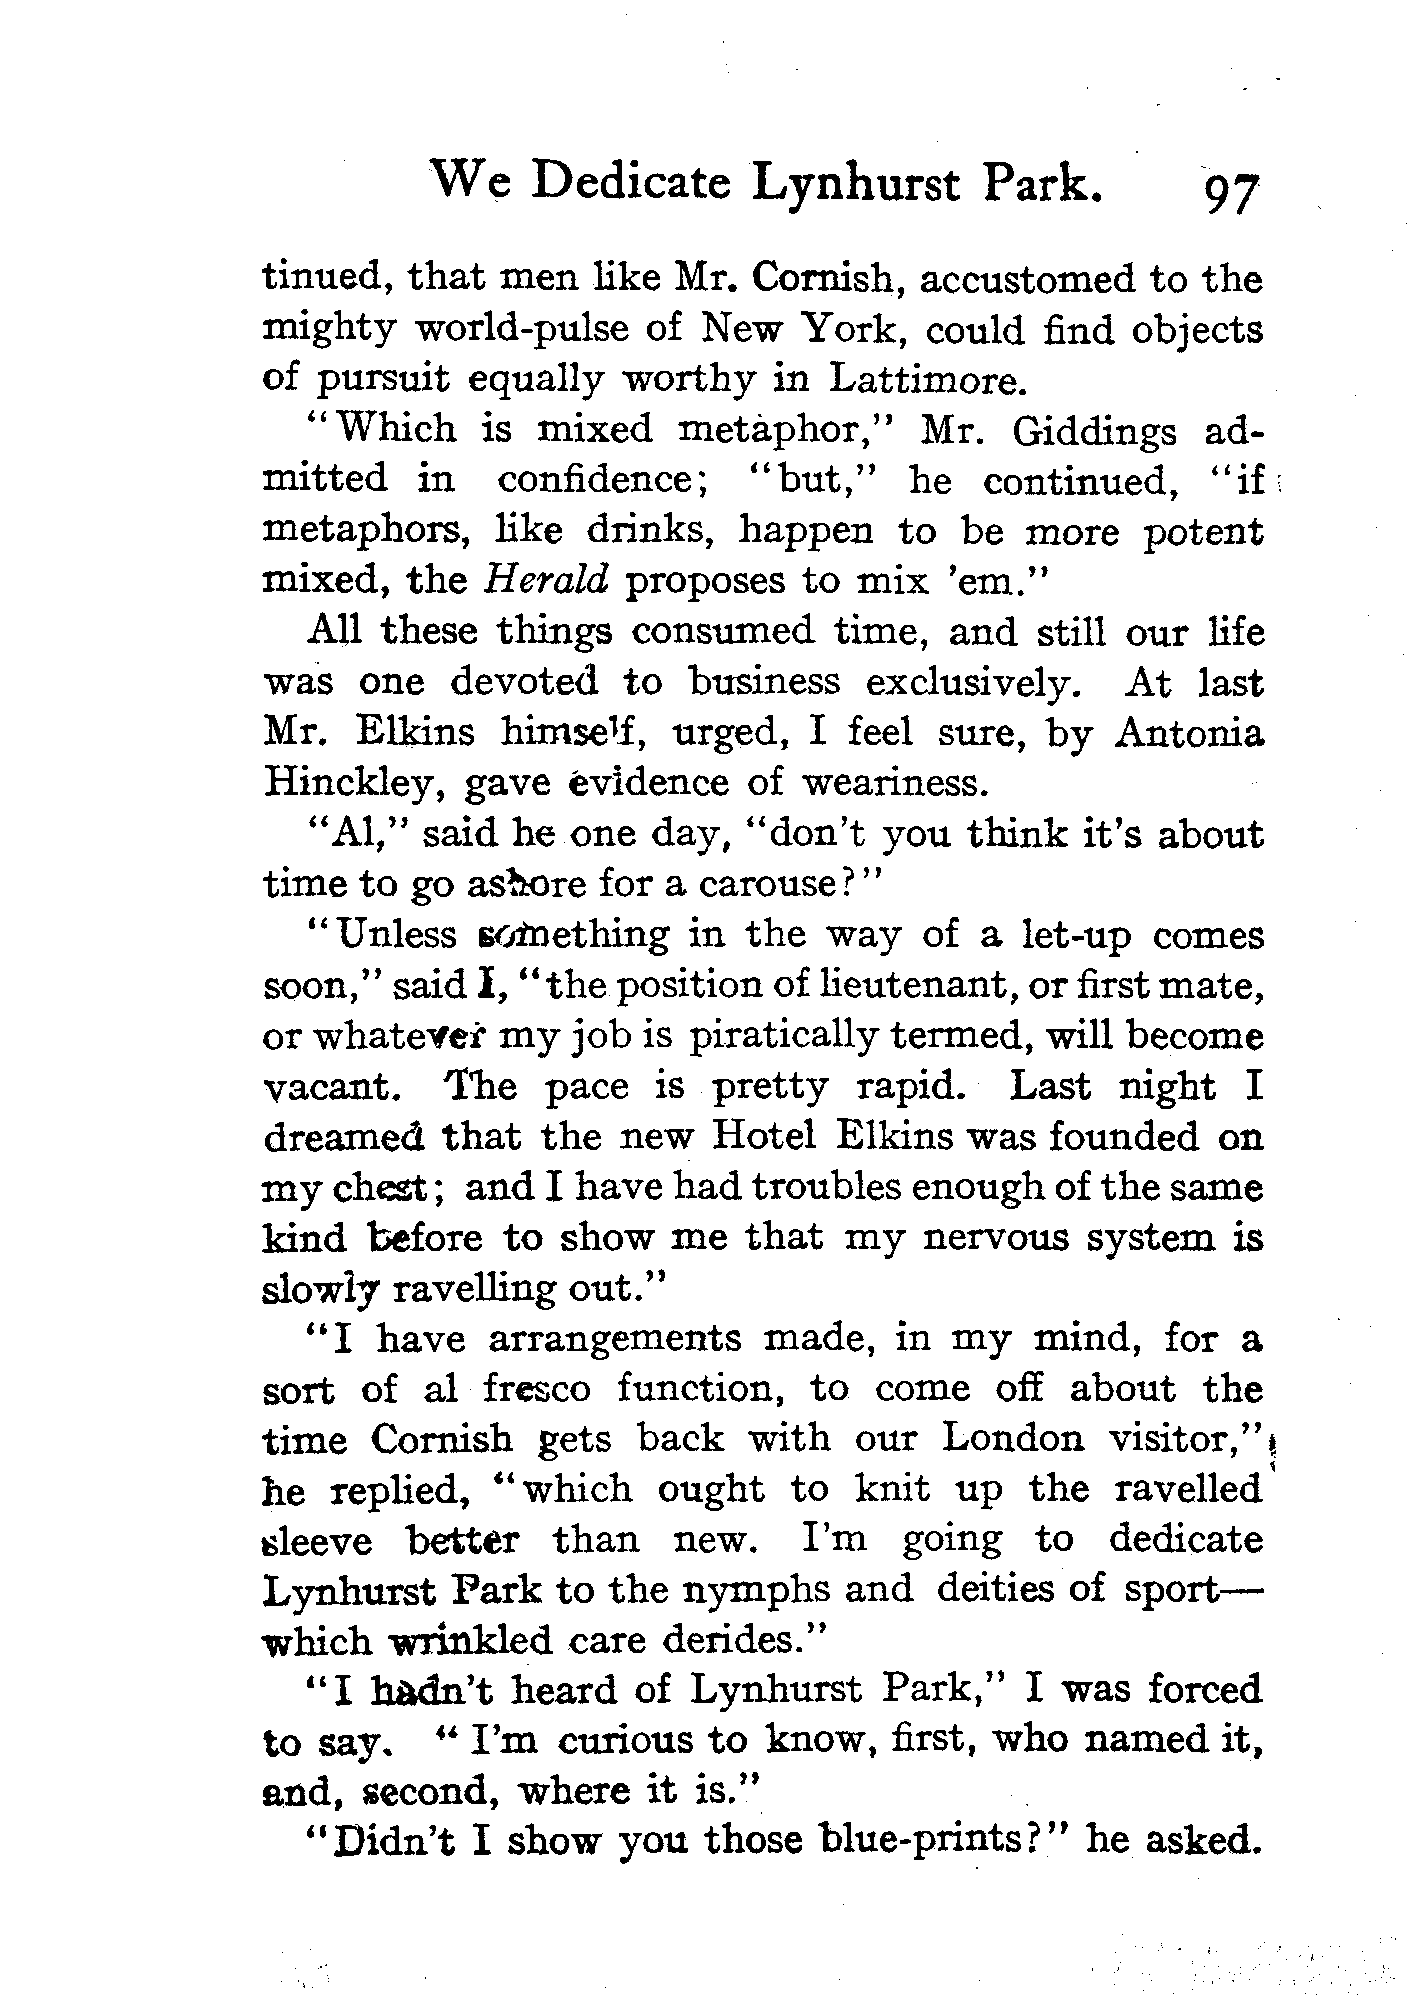 We Dedicate Lynhurst Park. 97
tinued, that men like Mr. Cornish, accustomed to the
mighty world-pulse of New York, could find objects
of pursuit equally worthy in Lattimore.
“Which is mixed metaphor,” Mr. Giddings ad-
mitted in confidence; “but,” he continued, “if
metaphors, like drinks, happen to be more potent
mixed, the Herald proposes to mix ’em.”
All these things consumed time, and still our life
was one devoted to business exclusively. At last
Mr. Elkins himself, urged, I feel sure, by Antonia
Hinckley, gave evidence of weariness.
“Al,” said he one day, “don’t you think it’s about
time to go ashore for a carouse?”
“Unless something in the way of a let-up comes
soon,” said I, “the position of lieutenant, or first mate,
or whatever my job is piratically termed, will become
vacant. The pace is pretty rapid. Last night I
dreamed that the new Hotel Elkins was founded on
my chest; and I have had troubles enough of the same
kind before to show me that my nervous system is
slowly ravelling out.”
“I have arrangements made, in my mind, for a
sort of al fresco function, to come off about the
time Cornish gets back with our London visitor,”
he replied, “which ought to knit up the ravelled
sleeve better than new. I’m going to dedicate
Lynhurst Park to the nymphs and deities of sport—
which wrinkled care derides.”
“I hadn’t heard of Lynhurst Park,” I was forced
to say. “I’m curious to know, first, who named it,
and, second, where it is.”
“Didn’t I show you those blue-prints?” he asked.